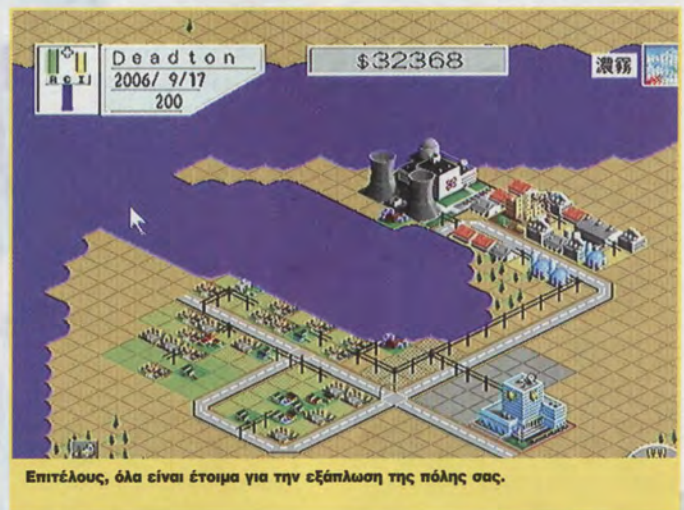 Deadton
$32368
2006/ 9/17
濃霧
R C I
200
Επιτέλους, όλα είναι έτοιμα για την εξάπλωση της πόλης σας.